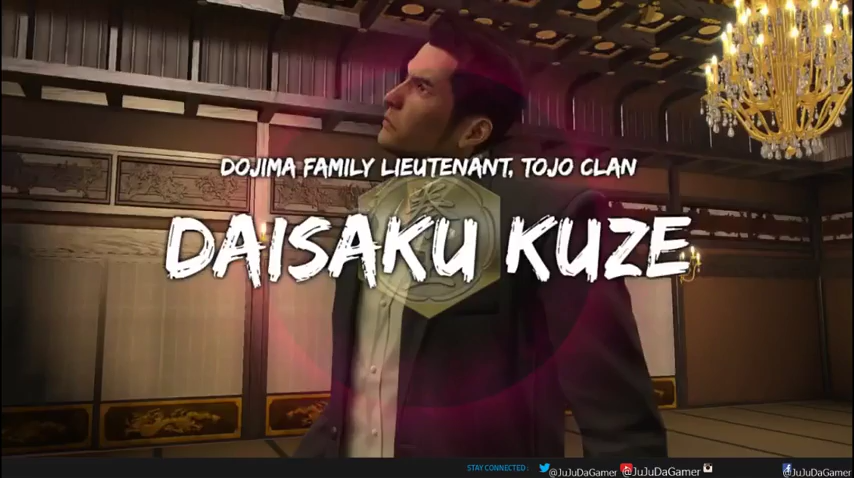 DOJIMA FAMILY LIEUTENANT, TOJO CLAN
DAISAKU KUZE
STAY CONNECTED: @JuJuDaGamer @JuJuDaGamer @JuJuDaGamer